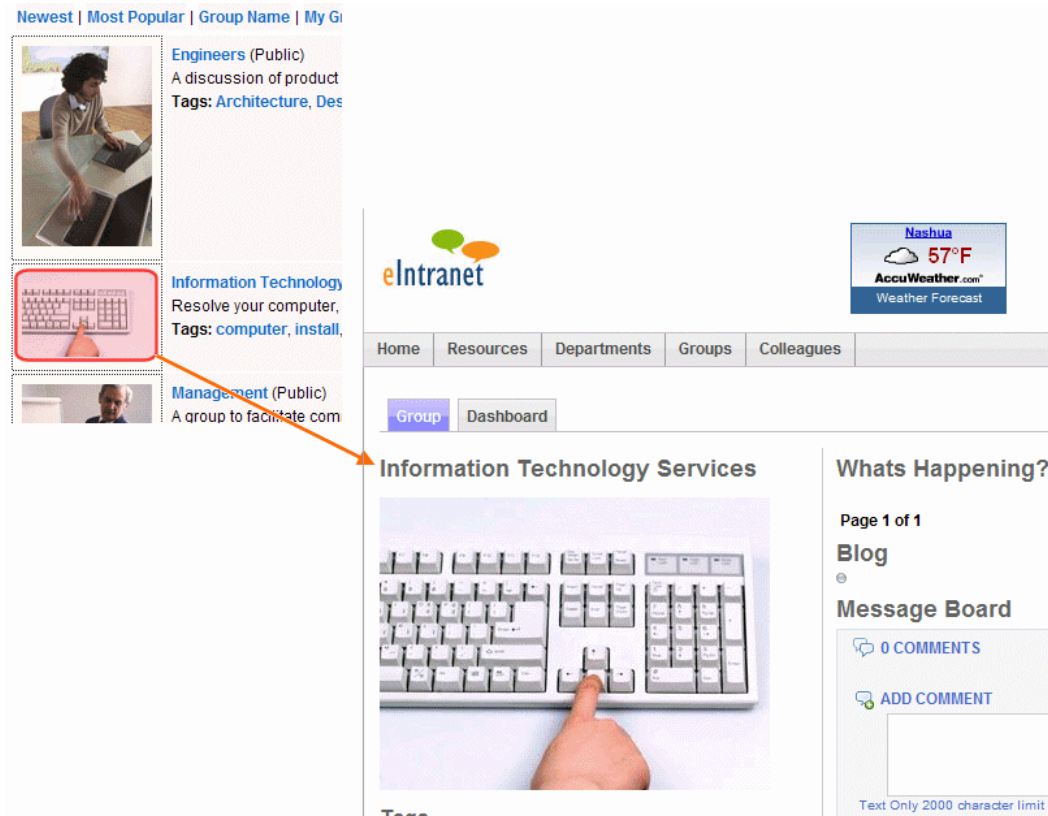 Newest | Most Popular | Group Name | My
Engineers (Public)
A discussion of product
Tags: Architecture,
Information Technology
Resolve your computer,
Tags: computer, install,
Management (Public)
A group to facilitate
eIntranet
Nashua
57°F
AccuWeather.com
Weather Forecast
Home Resources Departments Groups Colleagues
Group Dashboard
Information Technology Services
Whats Happening?
Page 1 of 1
Blog
Message Board
0 COMMENTS
ADD COMMENT
Text Only 2000 character limit
Tags